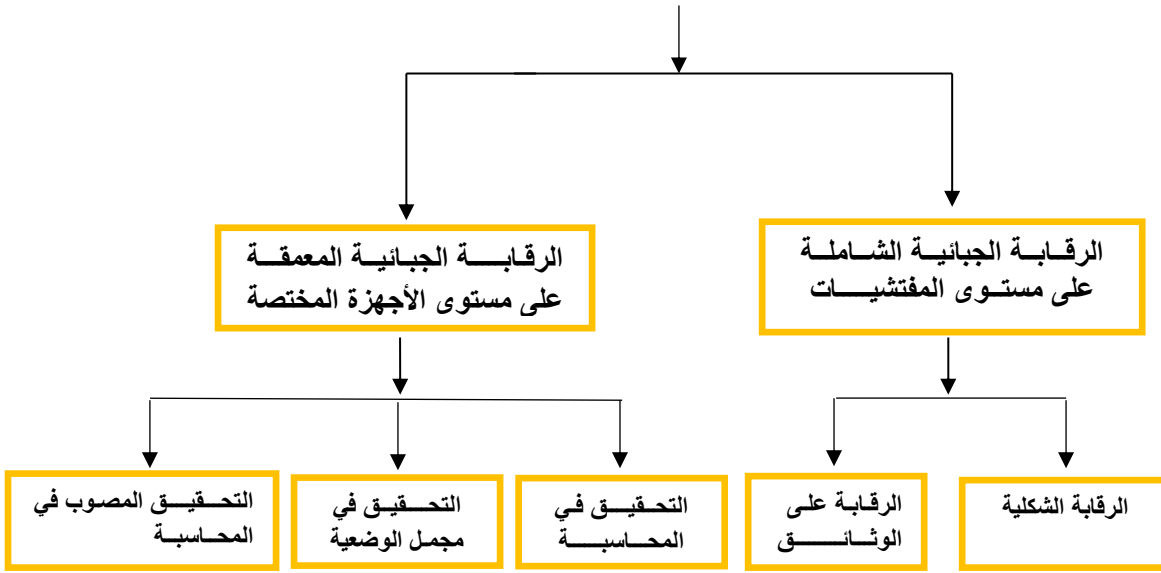 الرقابة الجبائية الشاملة
على مستوى المفتشيات
الرقابة الجبائية المعمقة
على مستوى الأجهزة المختصة
الرقابة الشكلية
الرقابة على
الوثائق
التحقيق في
المحاسبة
التحقيق في
مجمل الوضعية
التحقيق المصوب في
المحاسبة